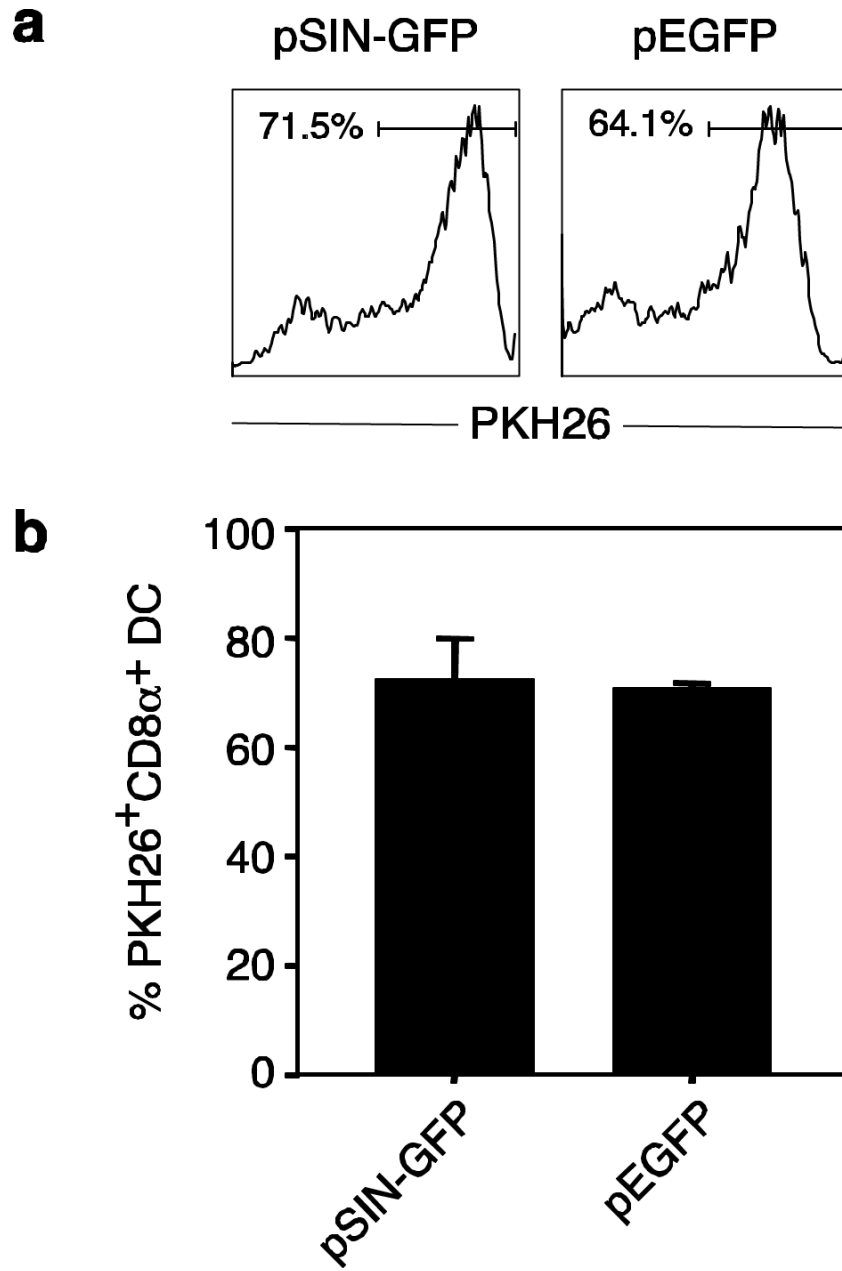 a
pSIN-GFP pEGFP
71.5% 64.1%
PKH26
b
% PKH26⁺CD8α⁺ DC
100
80
60
40
20
0
pSIN-GFP
pEGFP